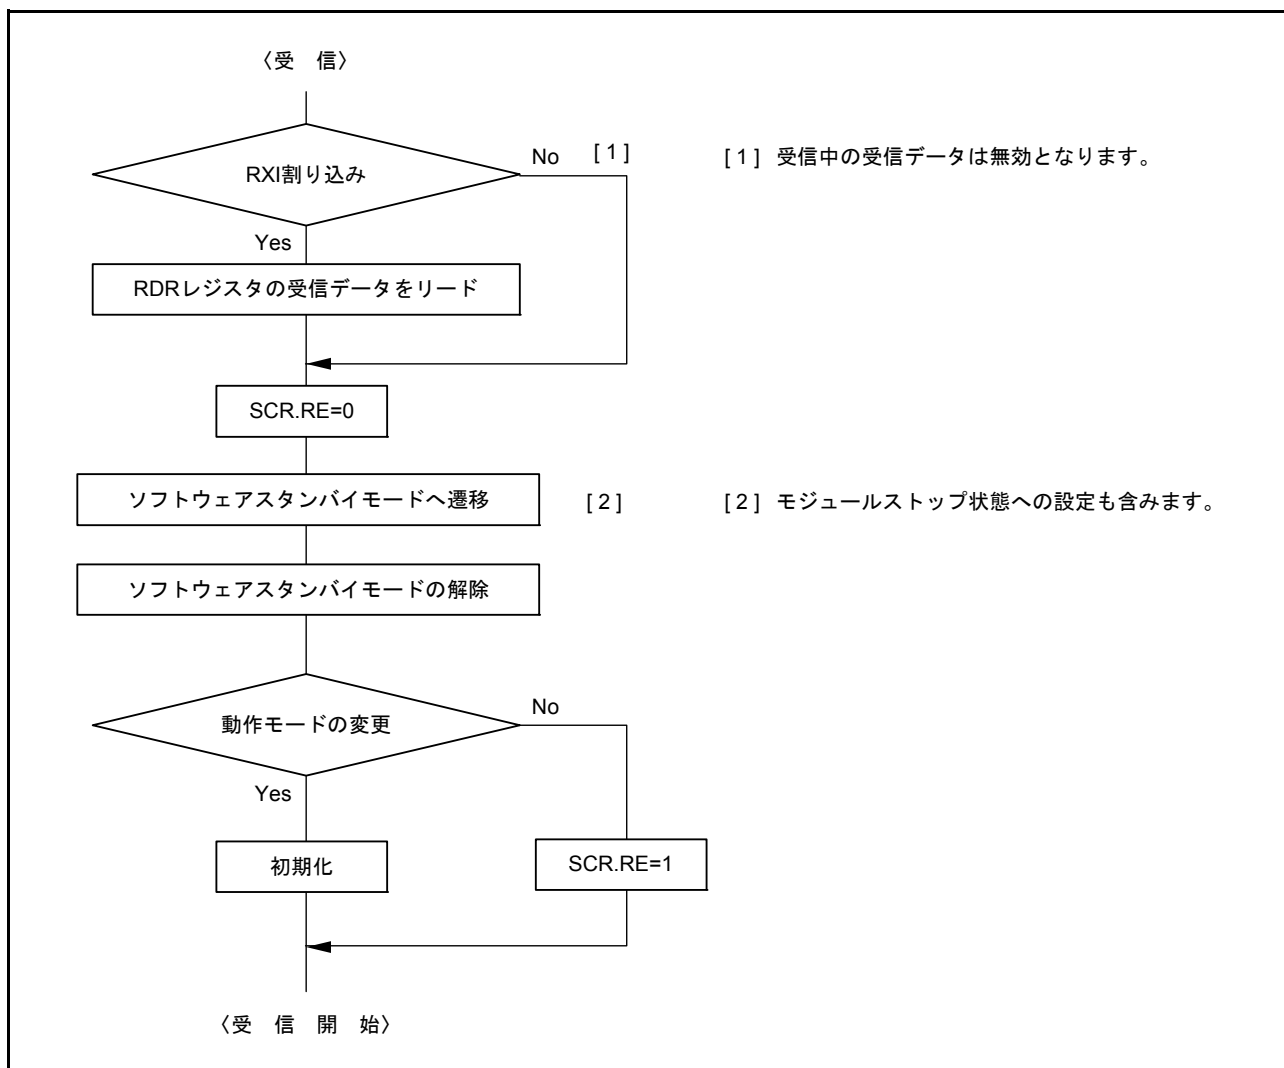 〈受　信〉
RXI割り込み
No
[ 1 ]
[ 1 ] 受信中の受信データは無効となります。
Yes
RDRレジスタの受信データをリード
SCR.RE=0
ソフトウェアスタンバイモードへ遷移
[ 2 ]
[ 2 ] モジュールストップ状態への設定も含みます。
ソフトウェアスタンバイモードの解除
動作モードの変更
No
Yes
初期化
SCR.RE=1
〈受　信　開　始〉